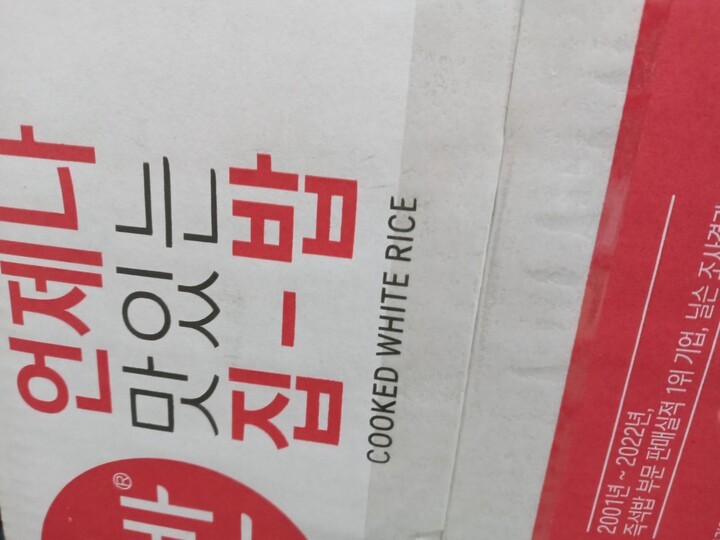 언제나
맛있는
집-밥
COOKED WHITE RICE
반®
2001년 ~ 2022년,
즉석밥 부문 판매실적 1위 기업, 닐슨 조사결과